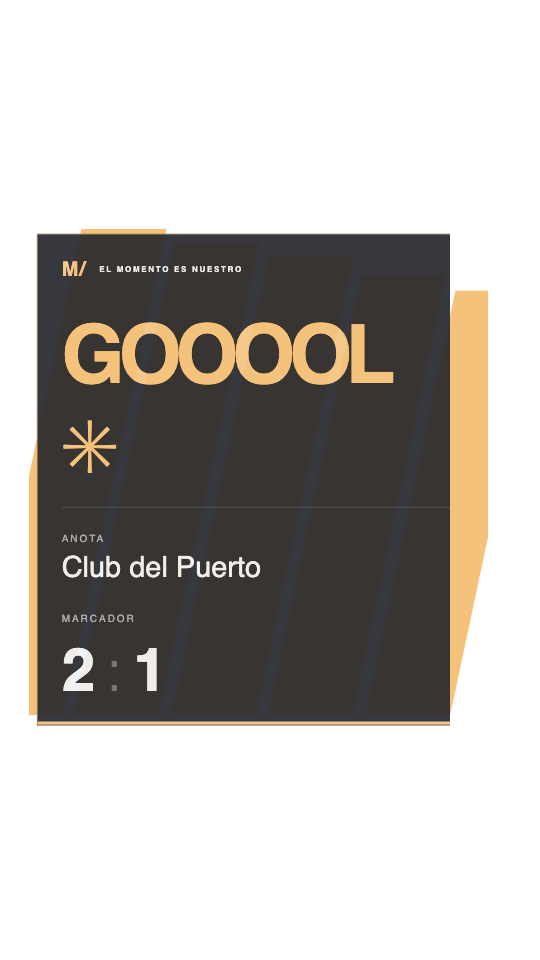 M/ EL MOMENTO ES NUESTRO
GOOOOL
ANOTA
Club del Puerto
MARCADOR
2 : 1